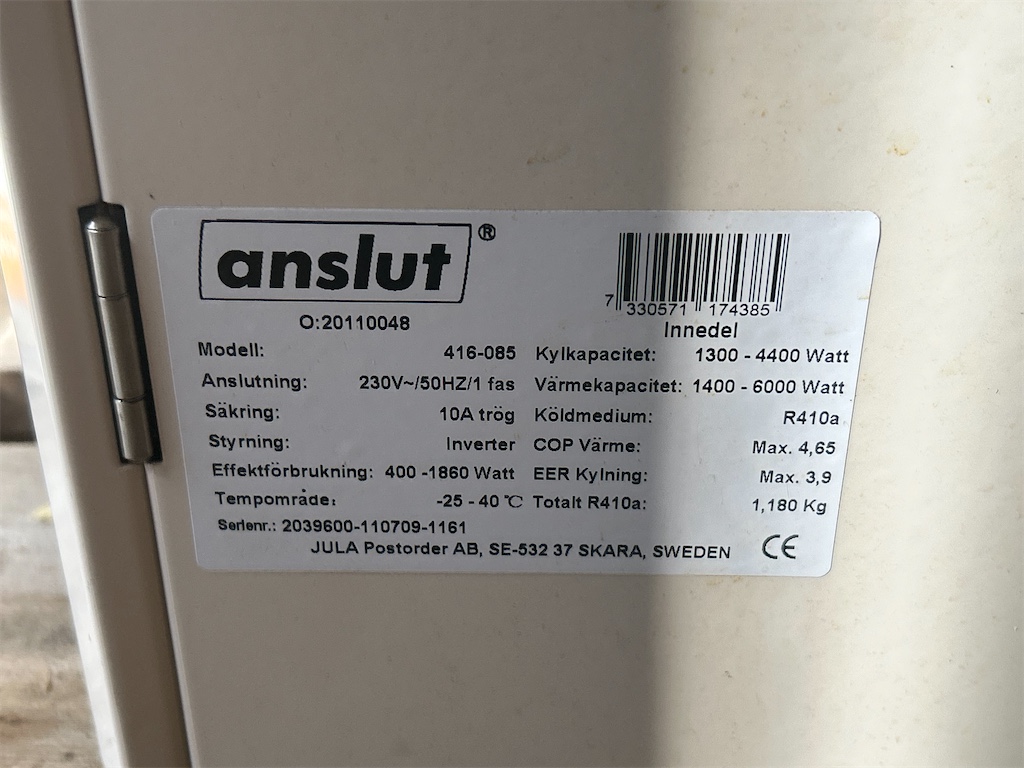 anslut ®
O:20110048
7 330571 174385
Innedel
Modell: 416-085 Kylkapacitet: 1300 - 4400 Watt
Anslutning: 230V~/50HZ/1 fas Värmekapacitet: 1400 - 6000 Watt
Säkring: 10A trög Köldmedium: R410a
Styrning: Inverter COP Värme: Max. 4,65
Effektförbrukning: 400 -1860 Watt EER Kylning: Max. 3,9
Tempområde: -25 - 40 ℃ Totalt R410a: 1,180 Kg
Serienr.: 2039600-110709-1161
JULA Postorder AB, SE-532 37 SKARA, SWEDEN CE